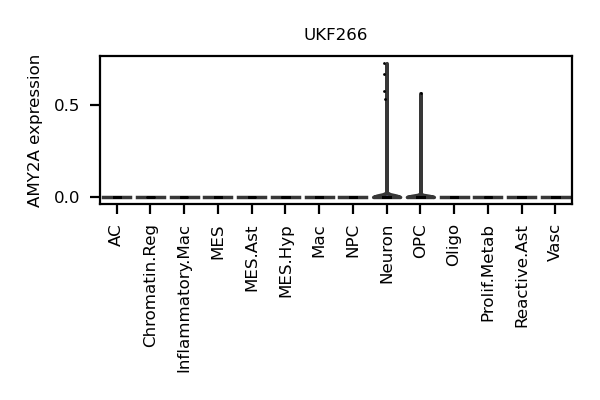 UKF266
AMY2A expression
0.5
0.0
AC
Chromatin.Reg
Inflammatory.Mac
MES
MES.Ast
MES.Hyp
Mac
NPC
Neuron
OPC
Oligo
Prolif.Metab
Reactive.Ast
Vasc